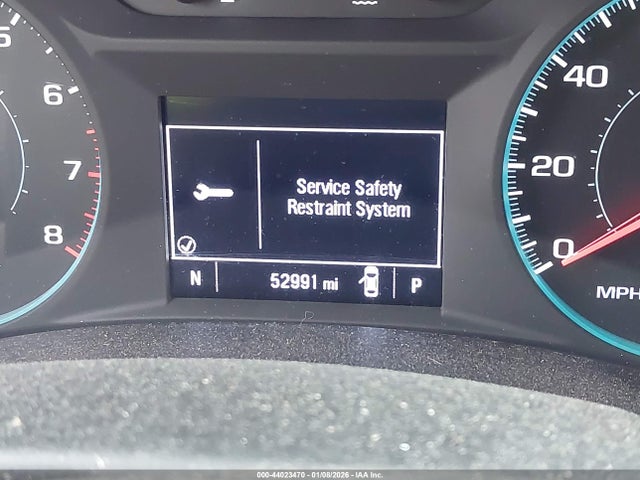 5
6
7
8
Service Safety
Restraint System
N 52991 mi P
40
20
0
MPH
000-44023470 - 01/08/2026 - IAA Inc.